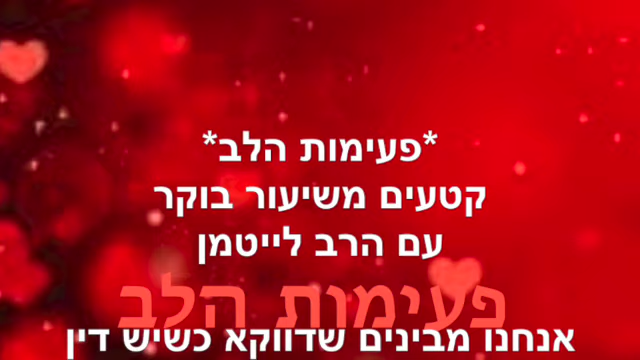 *פעימות הלב*
קטעים משיעור בוקר
עם הרב לייטמן
פעימות הלב
אנחנו מבינים שדווקא כשיש דין